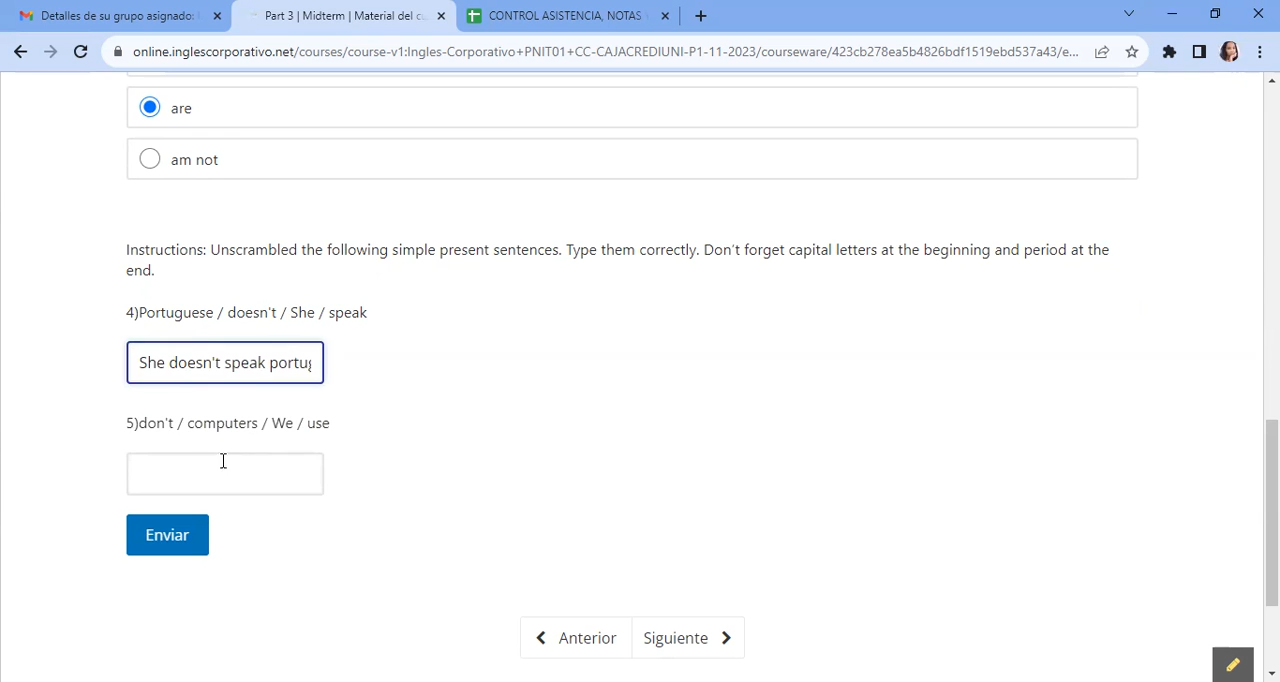 Detalles de su grupo asignado:
Part 3 | Midterm | Material del cu
CONTROL ASISTENCIA, NOTAS
online.inglescorporativo.net/courses/course-v1:Ingles-Corporativo+PNIT01+CC-CAJACREDIUNI-P1-11-2023/courseware/423cb278ea5b4826bdf1519ebd537a43/e...
are
am not
Instructions: Unscrambled the following simple present sentences. Type them correctly. Don't forget capital letters at the beginning and period at the
end.
4)Portuguese / doesn't / She / speak
She doesn't speak portug
5)don't / computers / We / use
Enviar
Anterior
Siguiente